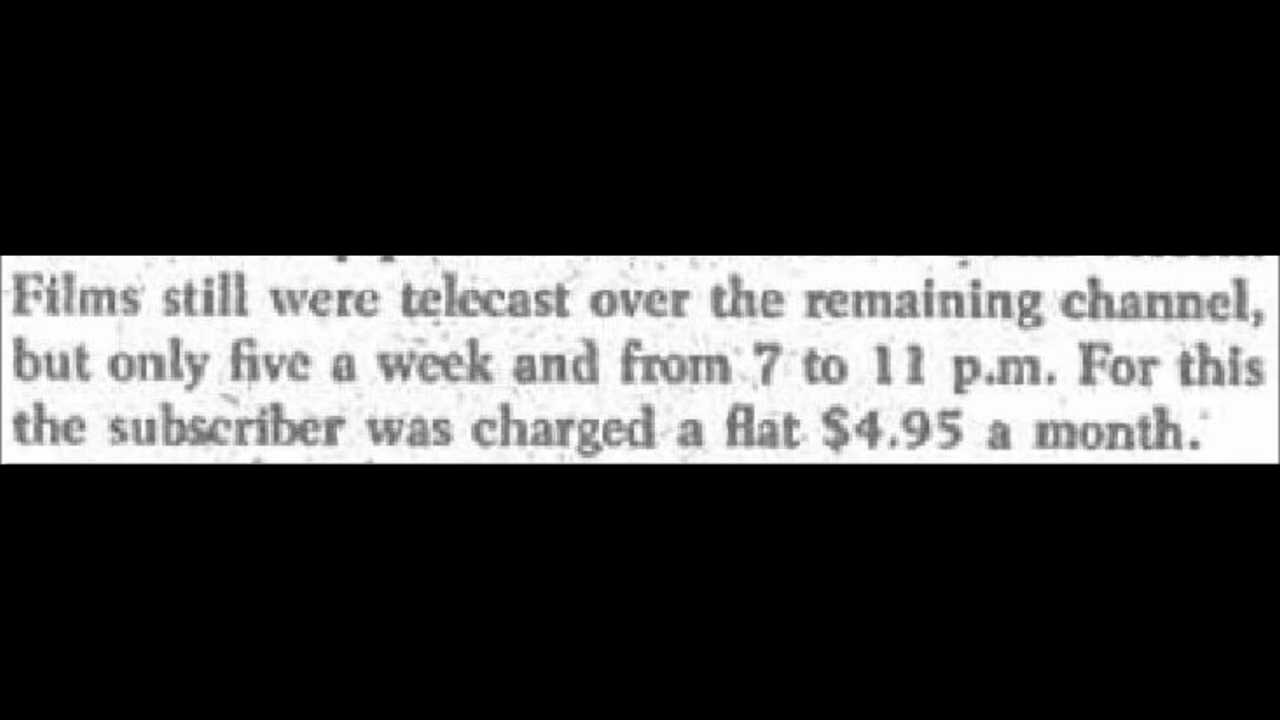 Films still were telecast over the remaining channel,
but only five a week and from 7 to 11 p.m. For this
the subscriber was charged a flat $4.95 a month.